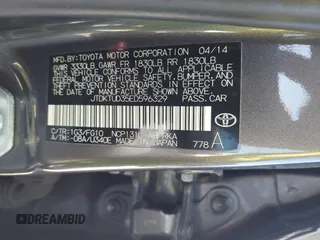 MFD.BY:TOYOTA MOTOR CORPORATION 04/14
GVWR 3330LB GAWR FR 1830LB RR 1830LB
THIS VEHICLE CONFORMS TO ALL APPLICABLE
FEDERAL MOTOR VEHICLE SAFETY, BUMPER, AND
THEFT PREVENTION STANDARDS IN EFFECT ON
THE DATE OF MANUFACTURE SHOWN ABOVE.
JTDKTUD35ED596329 PASS.CAR
C/TR:1G3/FG10
A/TM:-08A/U340E MADE IN JAPAN
778 A
TOYOTA
DREAMBID